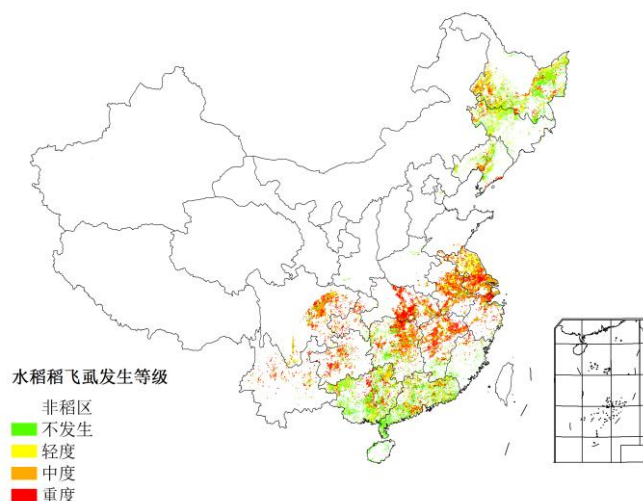 水稻稻飞虱发生等级
非稻区
不发生
轻度
中度
重度